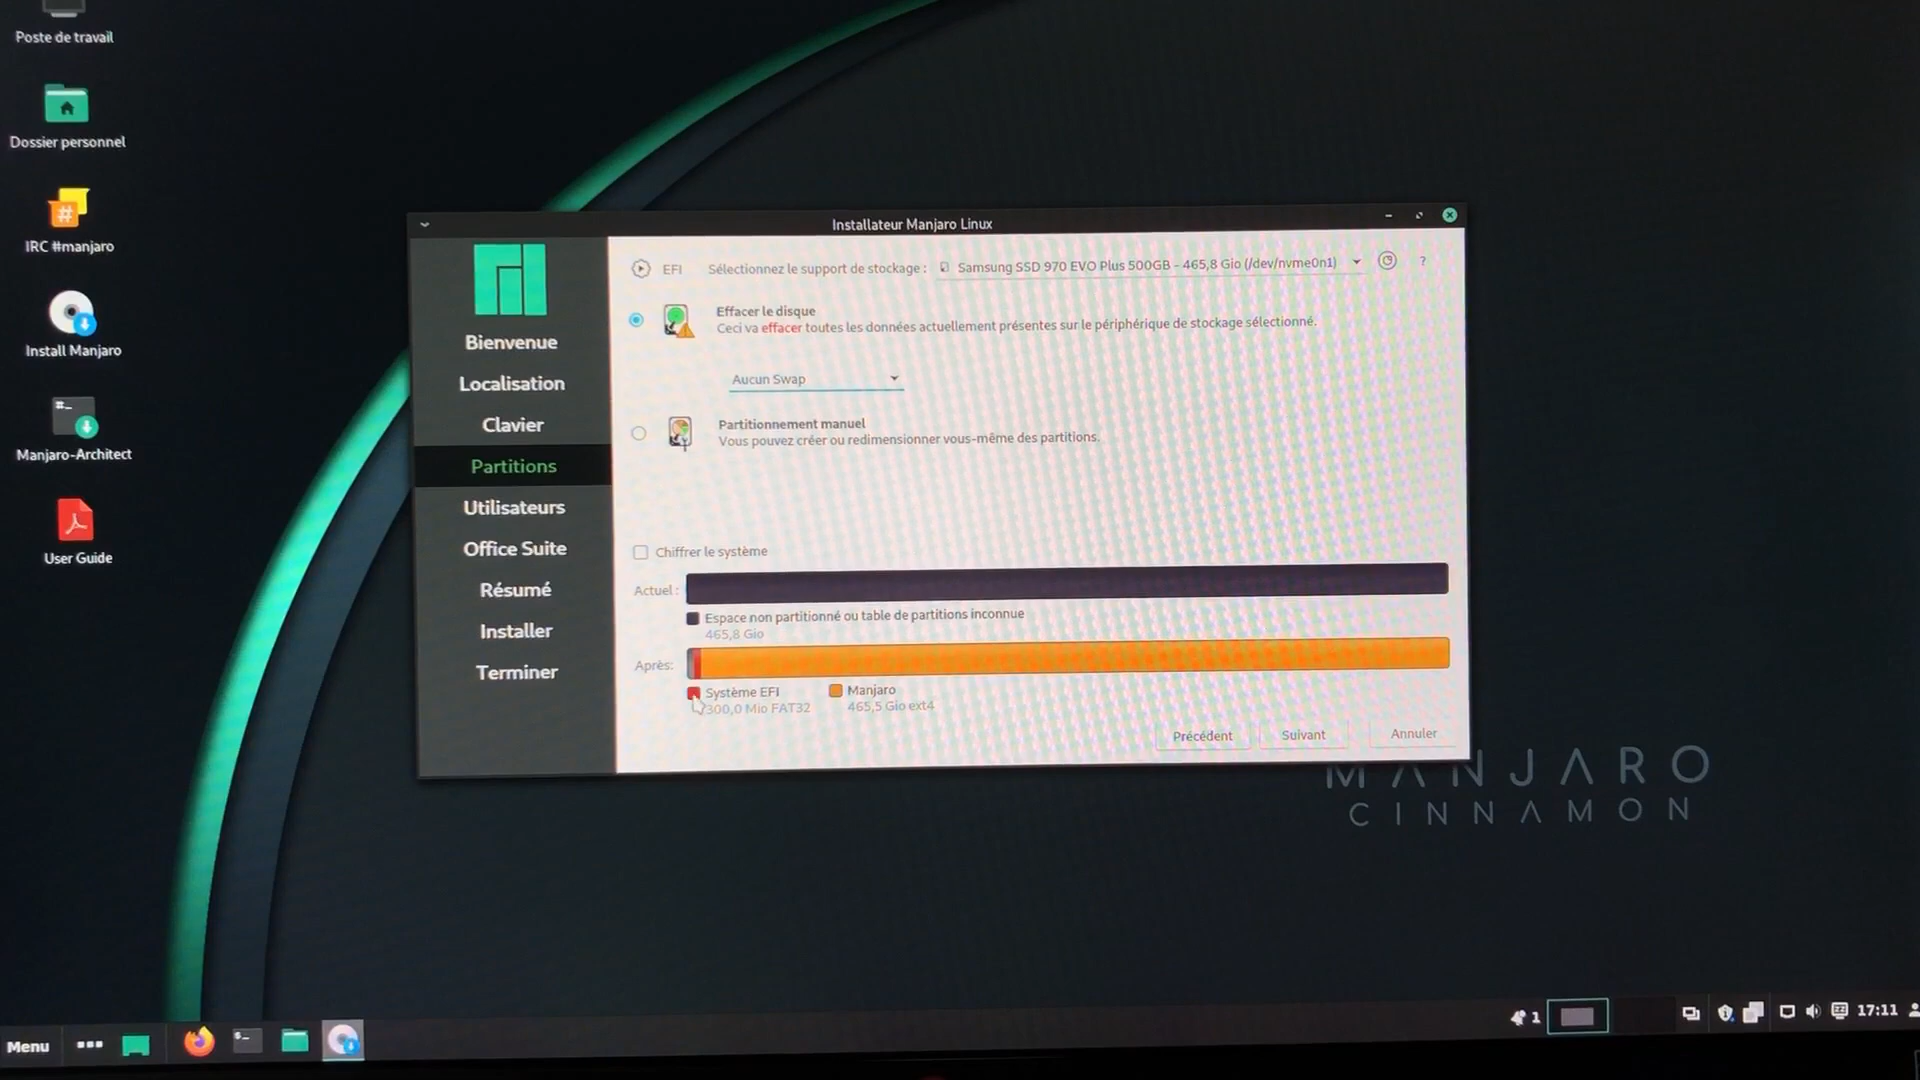 Poste de travail
Dossier personnel
IRC #manjaro
Install Manjaro
Manjaro-Architect
User Guide
Installateur Manjaro Linux
Bienvenue
Localisation
Clavier
Partitions
Utilisateurs
Office Suite
Résumé
Installer
Terminer
EFI
Sélectionnez le support de stockage :
Samsung SSD 970 EVO Plus 500GB - 465,8 Gio (/dev/nvme0n1)
?
Effacer le disque
Ceci va effacer toutes les données actuellement présentes sur le périphérique de stockage sélectionné.
Aucun Swap
Partitionnement manuel
Vous pouvez créer ou redimensionner vous-même des partitions.
Chiffrer le système
Actuel :
Espace non partitionné ou table de partitions inconnue
465,8 Gio
Après:
Système EFI
300,0 Mio FAT32
Manjaro
465,5 Gio ext4
Précédent
Suivant
Annuler
MANJARO
CINNAMON
Menu
1
17:11